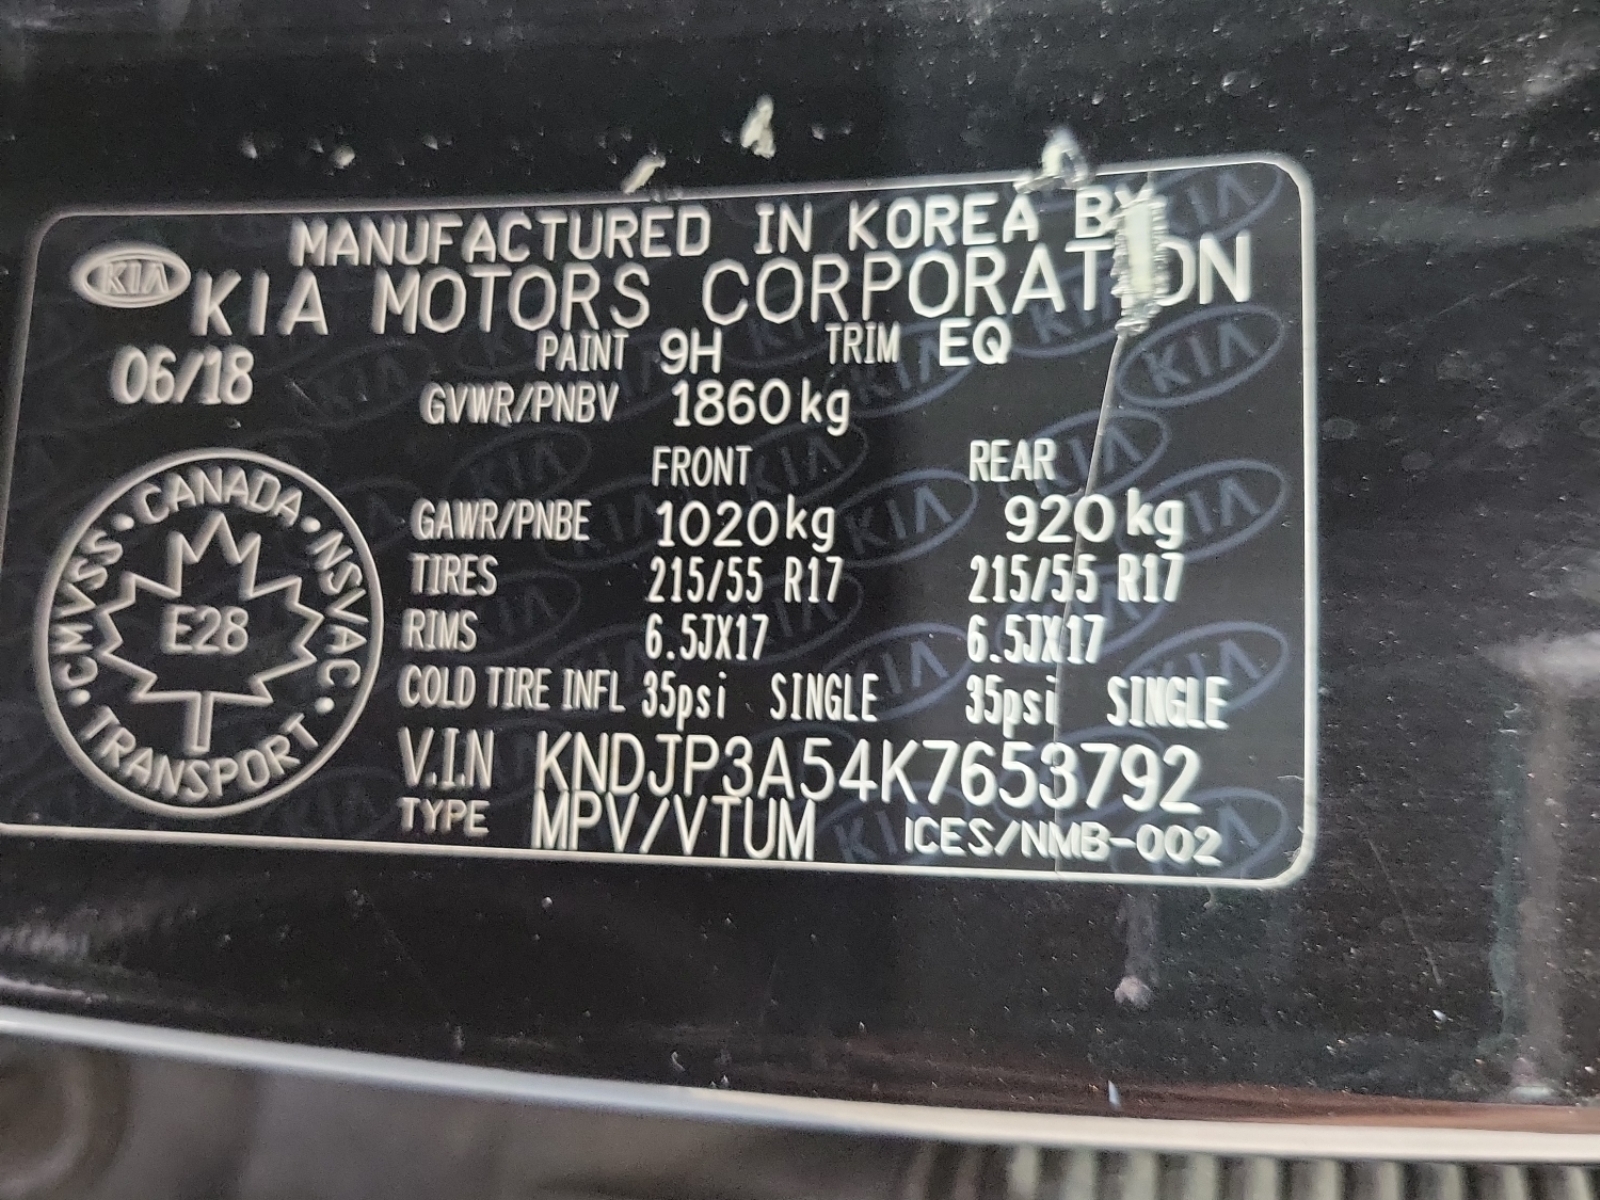 MANUFACTURED IN KOREA BY
KIA
KIA MOTORS CORPORATION
06/18
PAINT 9H TRIM EQ
GVWR/PNBV 1860kg
FRONT REAR
GAWR/PNBE 1020kg 920kg
TIRES 215/55 R17 215/55 R17
RIMS 6.5JX17 6.5JX17
COLD TIRE INFL 35psi SINGLE 35psi SINGLE
V.I.N KNDJP3A54K7653792
TYPE MPV/VTUM ICES/NMB-002
CMVSS • CANADA • NSVAC •
E28
• TRANSPORT